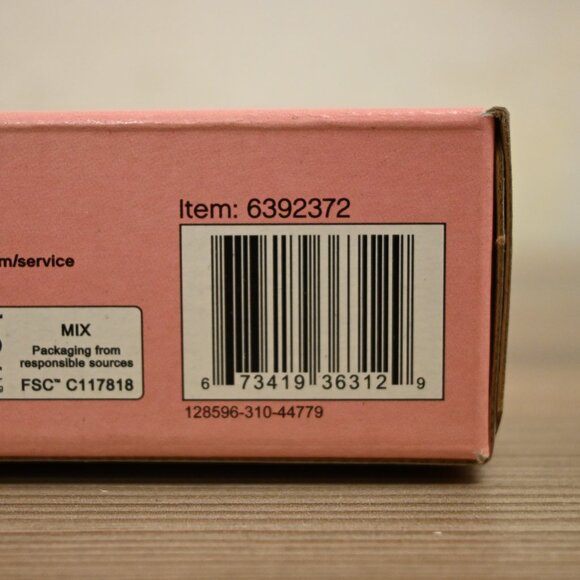 Item: 6392372
m/service
MIX
Packaging from
responsible sources
FSC™ C117818
6 73419 36312 9
128596-310-44779